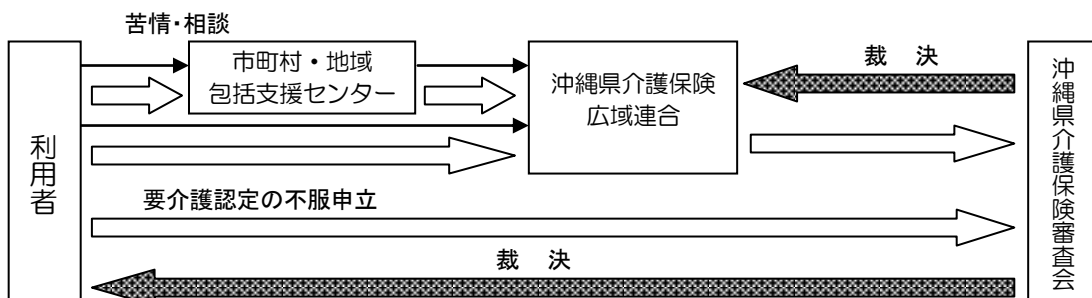 苦情・相談
市町村・地域
包括支援センター
沖縄県介護保険
広域連合
裁 決
利用者
要介護認定の不服申立
裁 決
沖縄県介護保険審査会